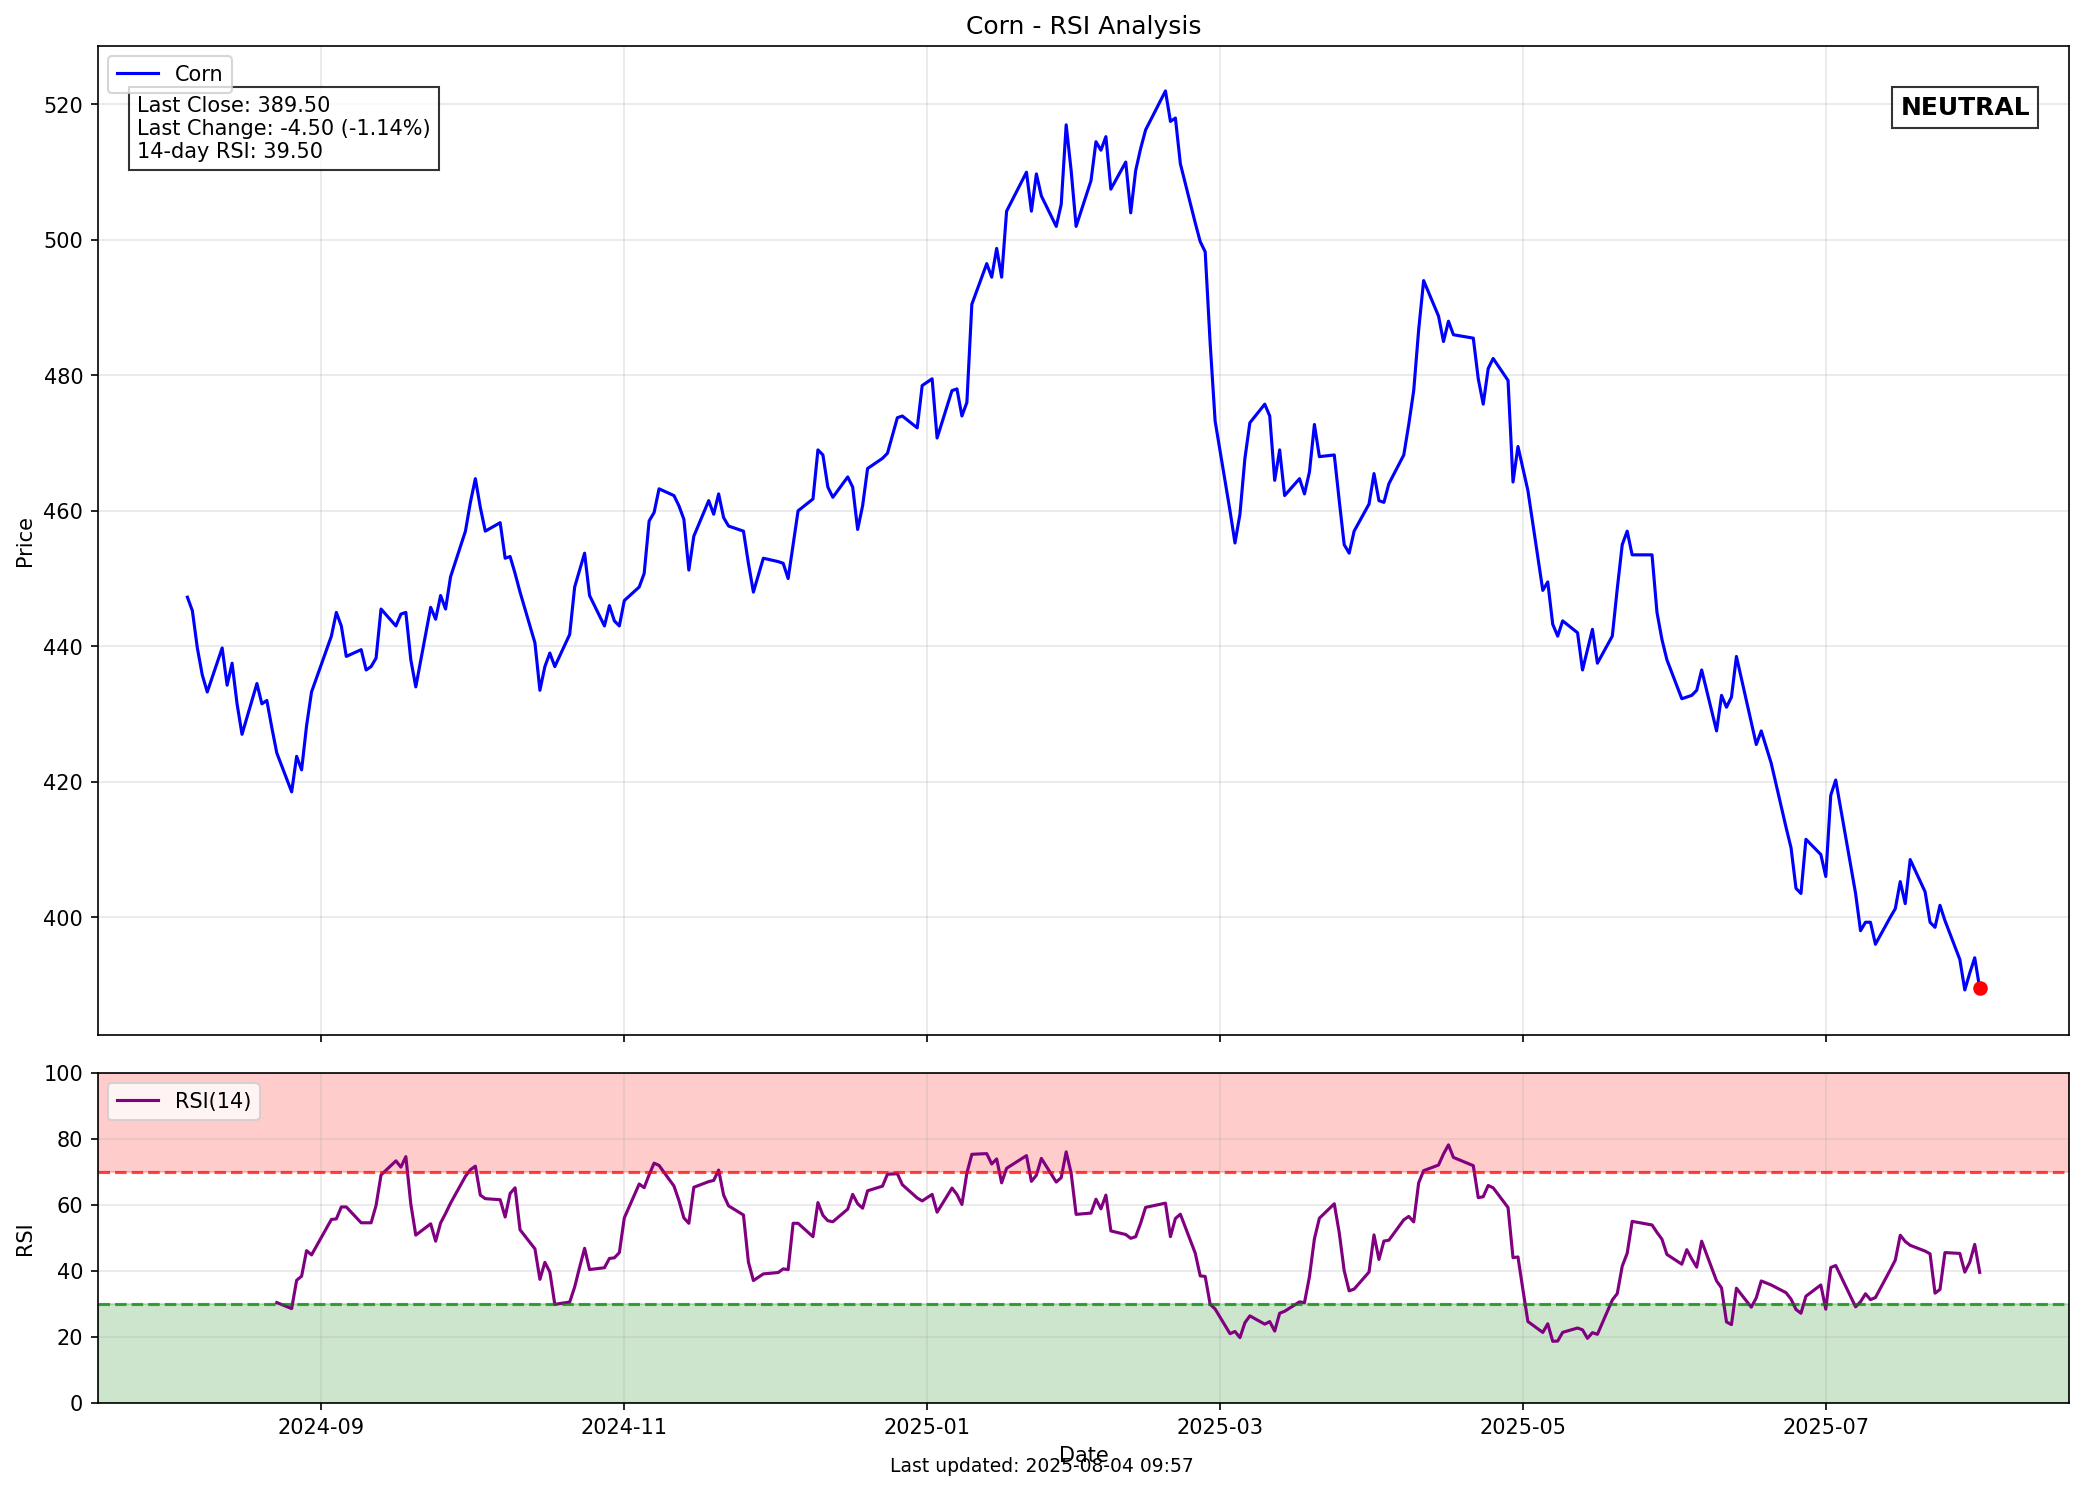 Corn - RSI Analysis
Corn
Last Close: 389.50
Last Change: -4.50 (-1.14%)
14-day RSI: 39.50
NEUTRAL
Price
520
500
480
460
440
420
400
RSI(14)
RSI
100
80
60
40
20
0
2024-09
2024-11
2025-01
2025-03
2025-05
2025-07
Date
Last updated: 2025-08-04 09:57